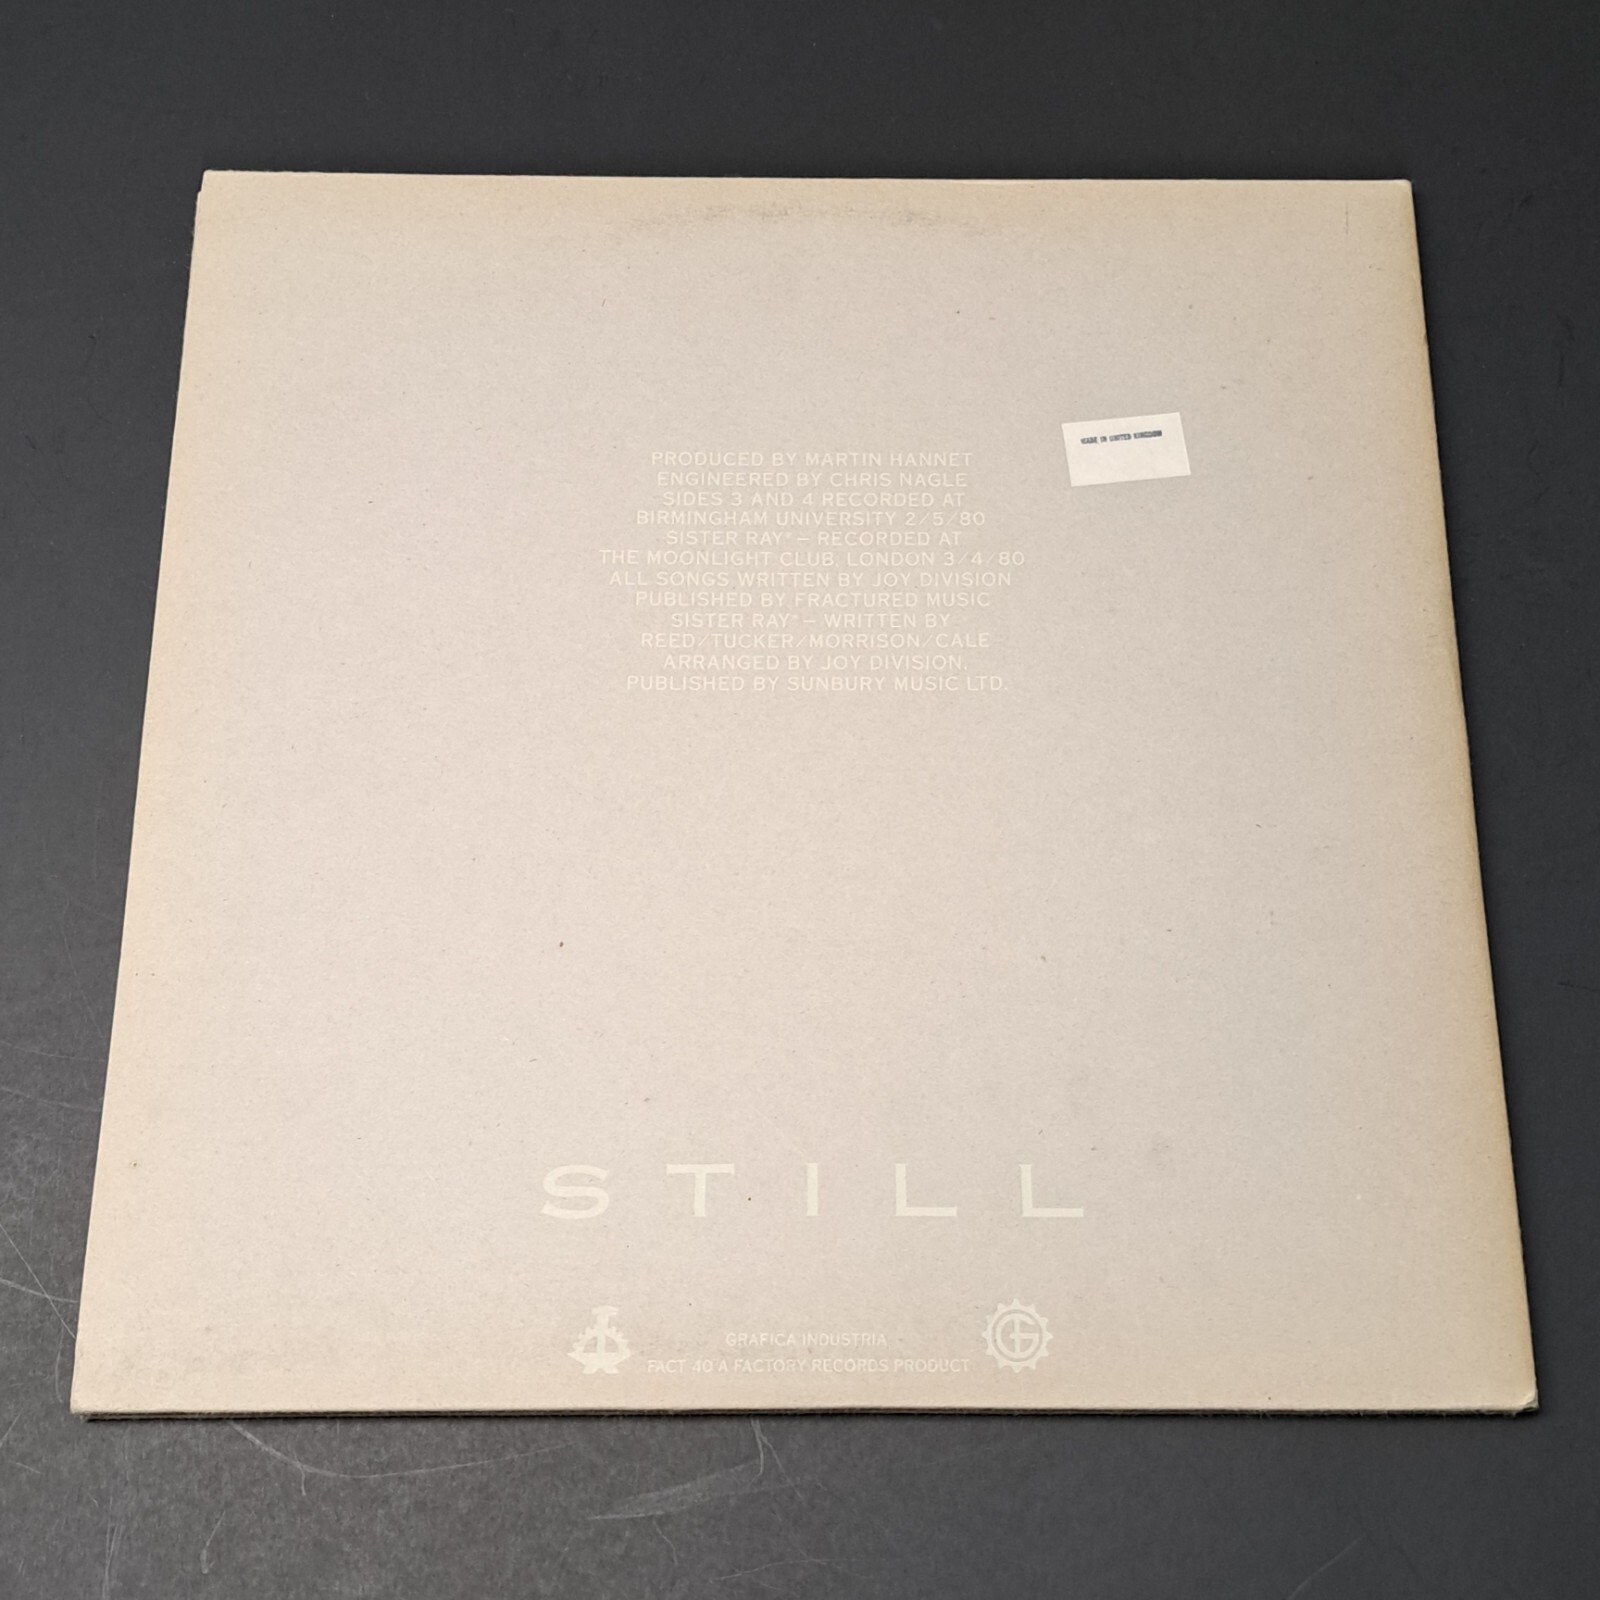 MADE IN UNITED KINGDOM
PRODUCED BY MARTIN HANNET
ENGINEERED BY CHRIS NAGLE
SIDES 3 AND 4 RECORDED AT
BIRMINGHAM UNIVERSITY 2/5/80
SISTER RAY* – RECORDED AT
THE MOONLIGHT CLUB, LONDON 3/4/80
ALL SONGS WRITTEN BY JOY DIVISION
PUBLISHED BY FRACTURED MUSIC
SISTER RAY* – WRITTEN BY
REED/TUCKER/MORRISON/CALE
ARRANGED BY JOY DIVISION.
PUBLISHED BY SUNBURY MUSIC LTD.
STILL
GRAFICA INDUSTRIA
FACT 40 A FACTORY RECORDS PRODUCT